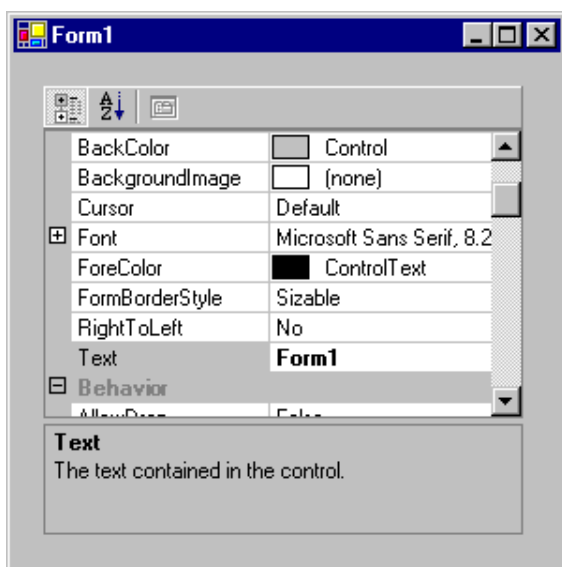 Form1
BackColor Control
BackgroundImage (none)
Cursor Default
Font Microsoft Sans Serif, 8.2
ForeColor ControlText
FormBorderStyle Sizable
RightToLeft No
Text Form1
Behavior
Text
The text contained in the control.